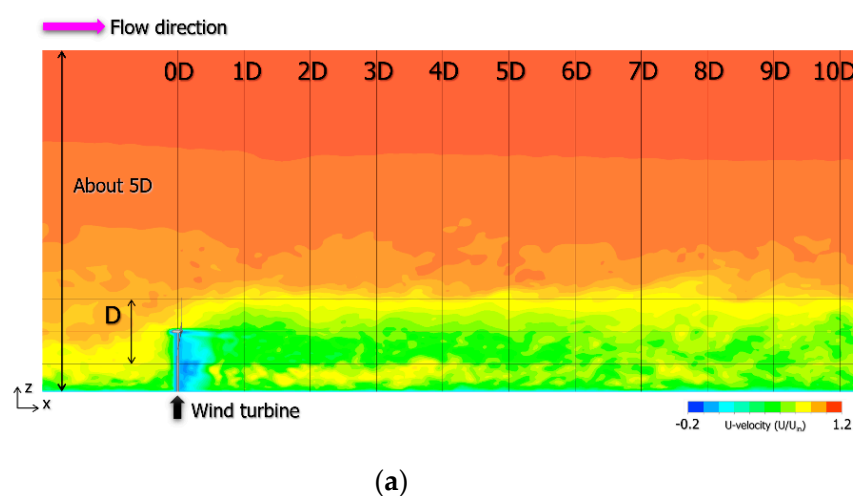 Flow direction
0D 1D 2D 3D 4D 5D 6D 7D 8D 9D 10D
About 5D
D
z
x
Wind turbine
-0.2 U-velocity (U/Uin) 1.2
(a)